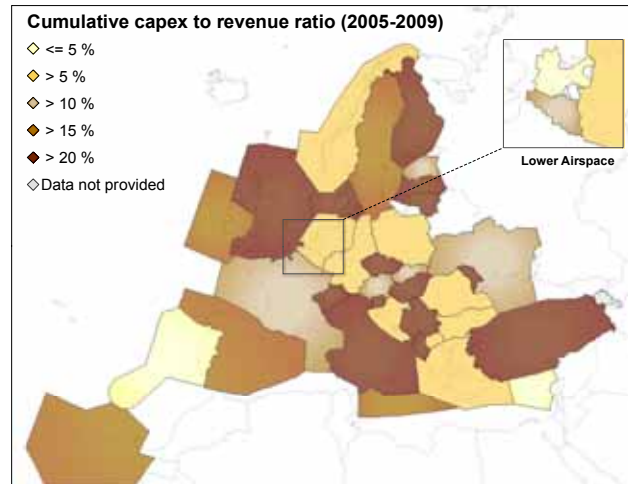 Cumulative capex to revenue ratio (2005-2009)
<= 5 %
> 5 %
> 10 %
> 15 %
> 20 %
Data not provided
Lower Airspace